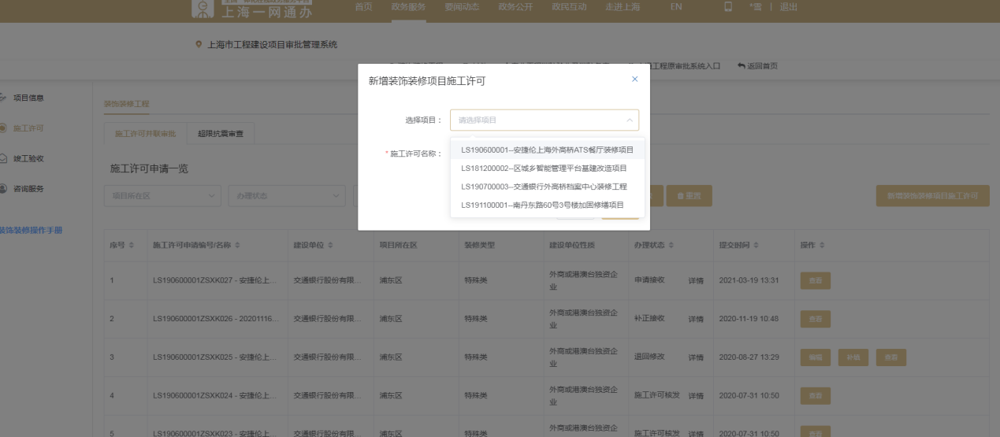 上海一网通办
首页 政务服务 要闻动态 政务公开 政民互动 走进上海 EN *雪 | 退出
上海市工程建设项目审批管理系统
工程原审批系统入口 返回首页
项目信息
施工许可
竣工验收
咨询服务
装饰装修操作手册
装饰装修工程
施工许可并联审批 超限抗震审查
施工许可申请一览
项目所在区 办理状态 重置 新增装饰装修项目施工许可
新增装饰装修项目施工许可 ×
选择项目： 请选择项目
* 施工许可名称：
LS190600001--安捷伦上海外高桥ATS餐厅装修项目
LS181200002--区城乡智能管理平台基建改造项目
LS190700003--交通银行外高桥档案中心装修工程
LS191100001--南丹东路60号3号楼加固修缮项目
序号 施工许可申请编号/名称 建设单位 项目所在区 装修类型 建设单位性质 办理状态 提交时间 操作
1 LS190600001ZSXK027 - 安捷伦上... 交通银行股份有限... 浦东区 特殊类 外商或港澳台独资企业 申请接收 详情 2021-03-19 13:31 查看
2 LS190600001ZSXK026 - 20201116... 交通银行股份有限... 浦东区 特殊类 外商或港澳台独资企业 补正接收 详情 2020-11-19 10:48 查看
3 LS190600001ZSXK025 - 安捷伦上... 交通银行股份有限... 浦东区 特殊类 外商或港澳台独资企业 退回修改 详情 2020-08-27 13:29 编辑 补正 查看
4 LS190600001ZSXK024 - 安捷伦上... 交通银行股份有限... 浦东区 特殊类 外商或港澳台独资企业 施工许可核发 详情 2020-07-31 10:50 查看
5 LS190600001ZSXK023 - 安捷伦上... 交通银行股份有限... 浦东区 特殊类 外商或港澳台独资企 施工许可核发 详情 2020-07-31 10:50 查看